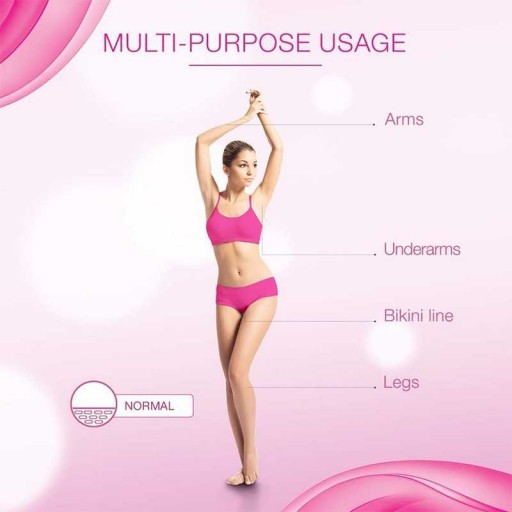 MULTI-PURPOSE USAGE
Arms
Underarms
Bikini line
Legs
NORMAL